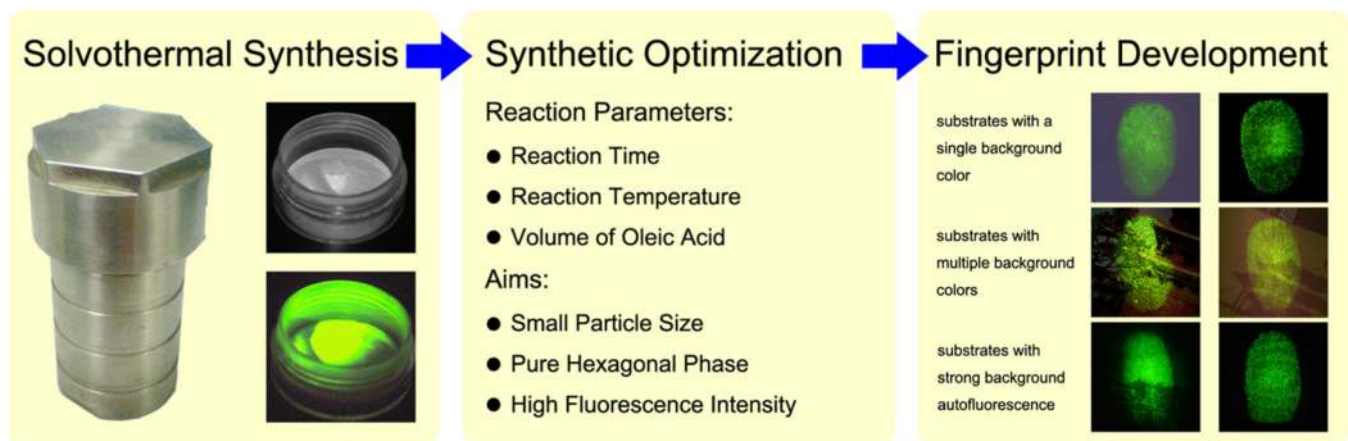 Solvothermal Synthesis
Synthetic Optimization
Reaction Parameters:
● Reaction Time
● Reaction Temperature
● Volume of Oleic Acid
Aims:
● Small Particle Size
● Pure Hexagonal Phase
● High Fluorescence Intensity
Fingerprint Development
substrates with a
single background
color
substrates with
multiple background
colors
substrates with
strong background
autofluorescence